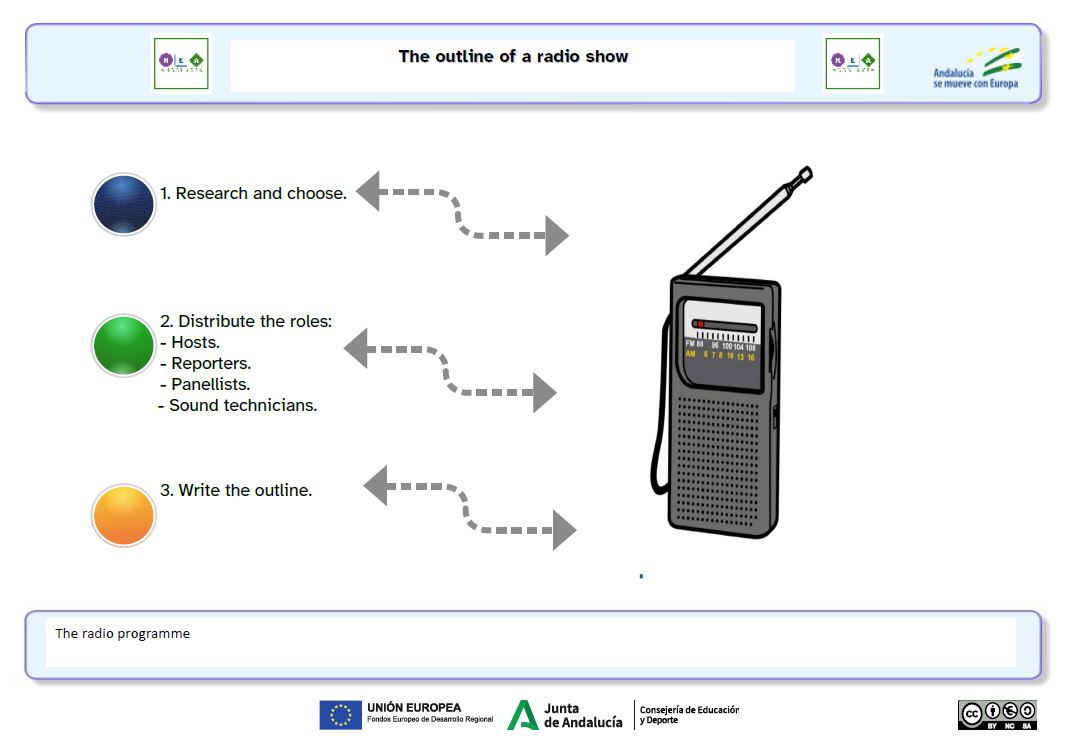 The outline of a radio show
M E A
M E A
Andalucía
se mueve con Europa
1. Research and choose.
2. Distribute the roles:
- Hosts.
- Reporters.
- Panellists.
- Sound technicians.
3. Write the outline.
FM 88 96 100 104 108
AM 6 7 8 10 13 16
The radio programme
UNIÓN EUROPEA
Fondos Europeo de Desarrollo Regional
Junta
de Andalucía
Consejería de Educación
y Deporte
CC BY NC SA